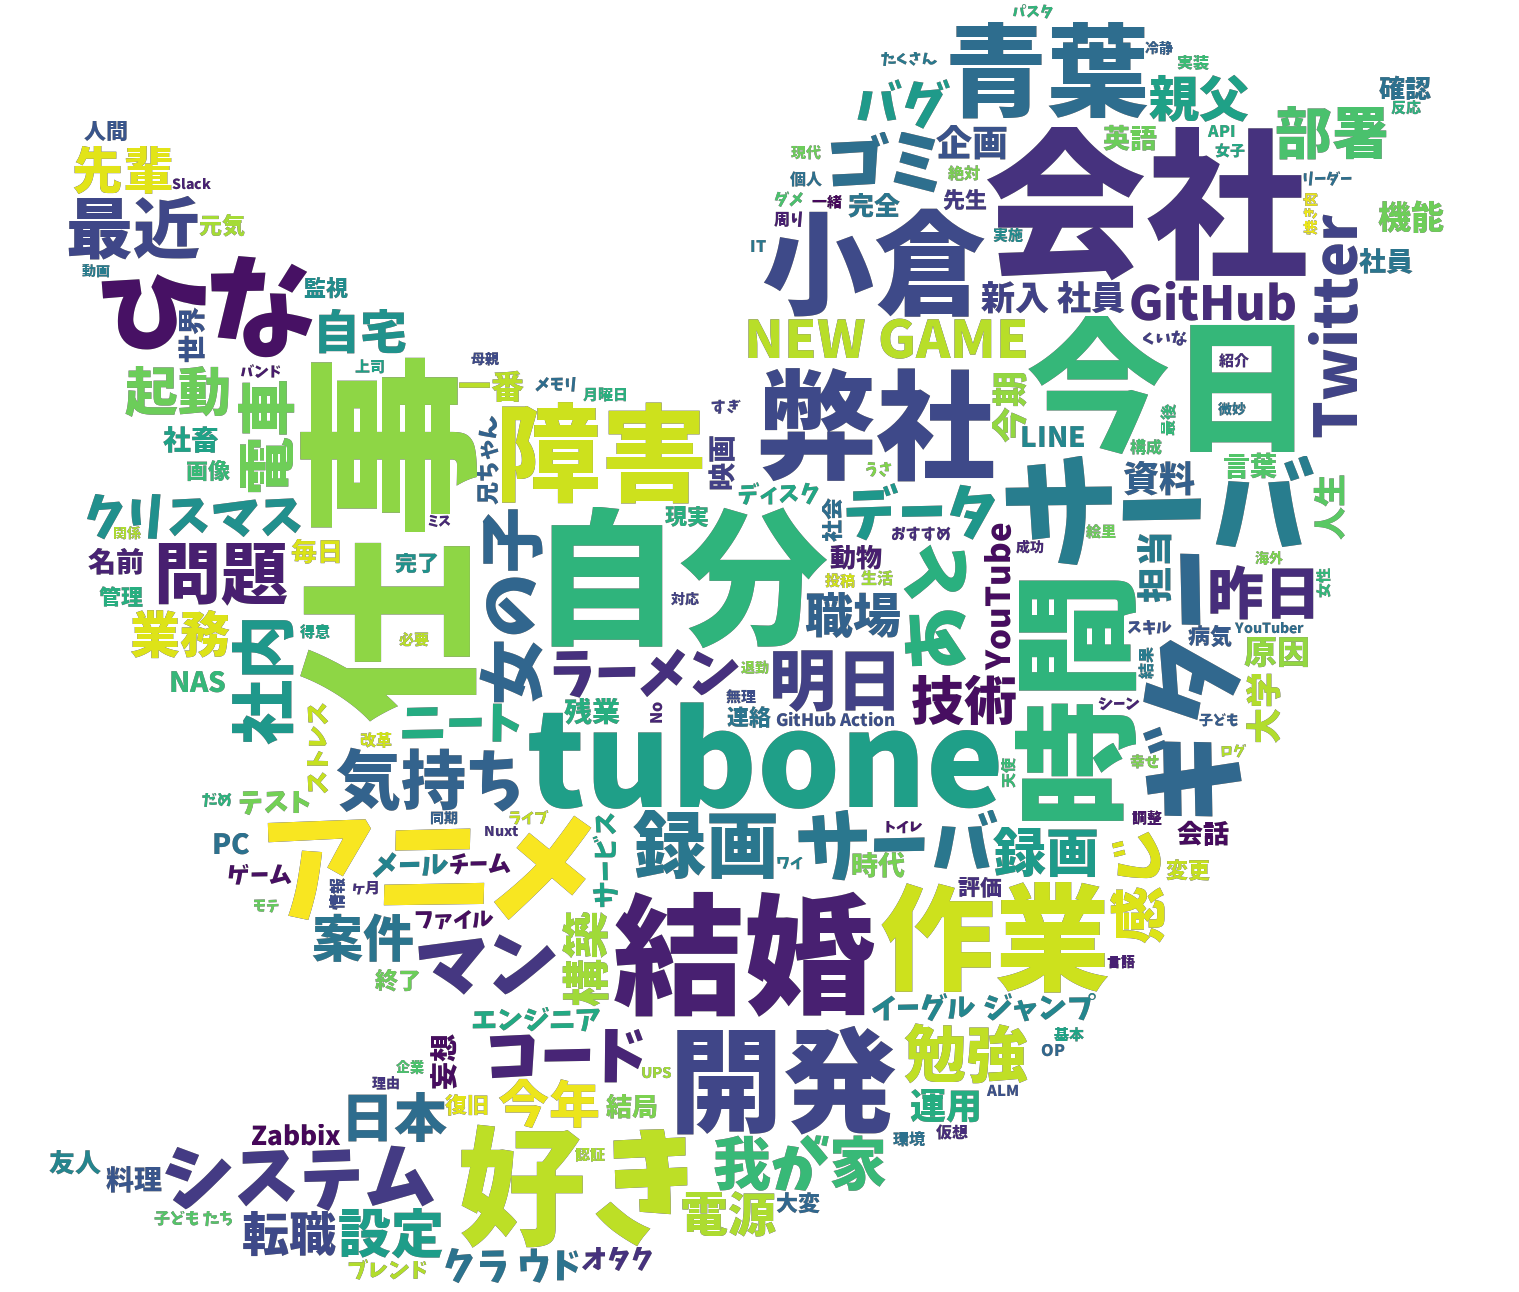 パスタ
青葉
冷静
たくさん
実装
親父
確認
反応
バグ
部署
人間
企画
英語
API
女子
ゴミ
先輩
現代
会社
Slack
個人
絶対
リーダー
ダメ
一緒
完全
先生
機能
最近
元気
周り
小倉
実施
Twitter
IT
社員
動画
ひな
監視
新入 社員
GitHub
世界
自宅
NEW GAME
今日
くいな
上司
母親
紹介
バンド
起動
電車
仕事
一番
メモリ
月曜日
弊社
今期
すぎ
微妙
障害
最後
社畜
兄ちゃん
LINE
構成
画像
映画
うさ
サーバ
資料
言葉
クリスマス
ディスク
データ
人生
関係
ミス
現実
社会
おすすめ
絵里
名前
問題
毎日
女の子
自分
動物
YouTube
成功
担当
海外
完了
まとめ
投稿
生活
昨日
女性
管理
対応
職場
時間
業務
得意
必要
スキル
病気
YouTuber
社内
ラーメン
退勤
明日
結果
原因
NAS
技術
ギター
大学
ストレス
ニート
残業
No
無理
連絡
GitHub Action
シーン
子ども
改革
tubone
気持ち
天使
幸せ
ログ
だめ
テスト
アニメ
同期
ライブ
サービス
録画 サーバ
トイレ
録画
調整
会話
PC
Nuxt
感じ
ゲーム
メール
チーム
ワイ
時代
変更
モテ
情報
ケ月
評価
案件
ファイル
マン
構築
結婚
作業
終了
言語
エンジニア
イーグル ジャンプ
妄想
コード
開発
勉強
基本
OP
企業
理由
UPS
ALM
日本
復旧
今年
結局
運用
Zabbix
好き
認証
我が家
環境
仮想
友人
料理
システム
電源
大変
子どもたち
転職
設定
ブレンド
クラウド
オタク